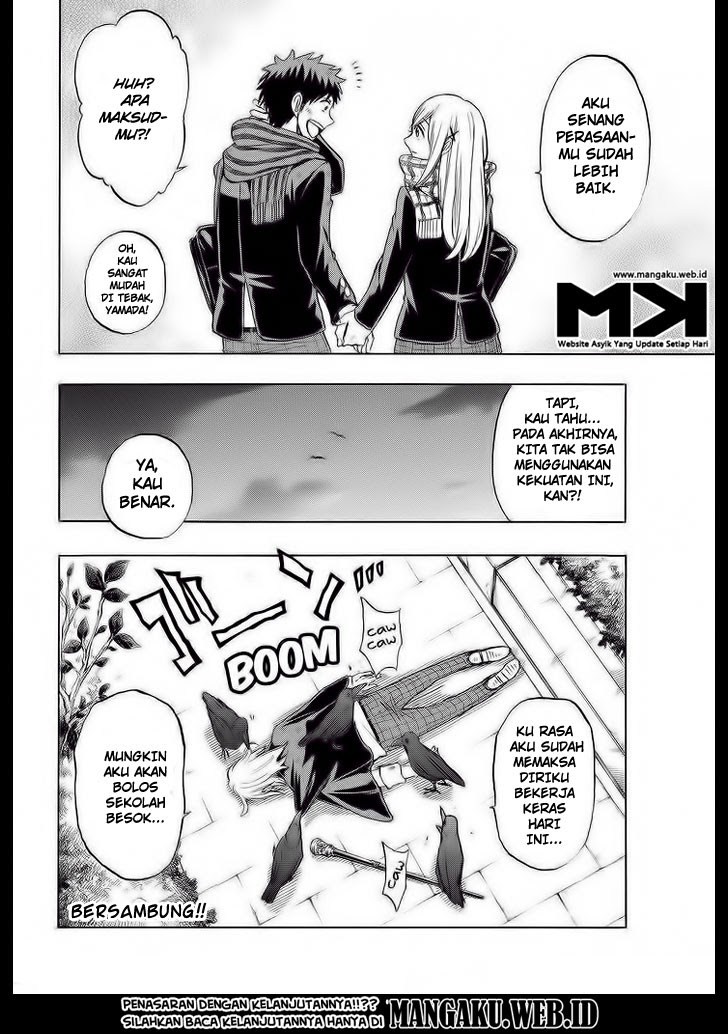 AKU
SENANG
PERASAAN-
MU SUDAH
LEBIH
BAIK.
HUH?
APA
MAKSUD-
MU?!
OH,
KAU
SANGAT
MUDAH
DI TEBAK,
YAMADA!
www.mangaku.web.id
MK
Website Asyik Yang Update Setiap Hari
TAPI,
KAU TAHU...
PADA AKHIRNYA,
KITA TAK BISA
MENGGUNAKAN
KEKUATAN INI,
KAN?!
YA,
KAU
BENAR.
ズーン...
BOOM
caw
caw
KU RASA
AKU SUDAH
MEMAKSA
DIRIKU
BEKERJA
KERAS
HARI
INI...
MUNGKIN
AKU AKAN
BOLOS
SEKOLAH
BESOK...
caw
BERSAMBUNG!!
PENASARAN DENGAN KELANJUTANNYA!!??
SILAHKAN BACA KELANJUTANNYA HANYA DI MANGAKU.WEB.ID